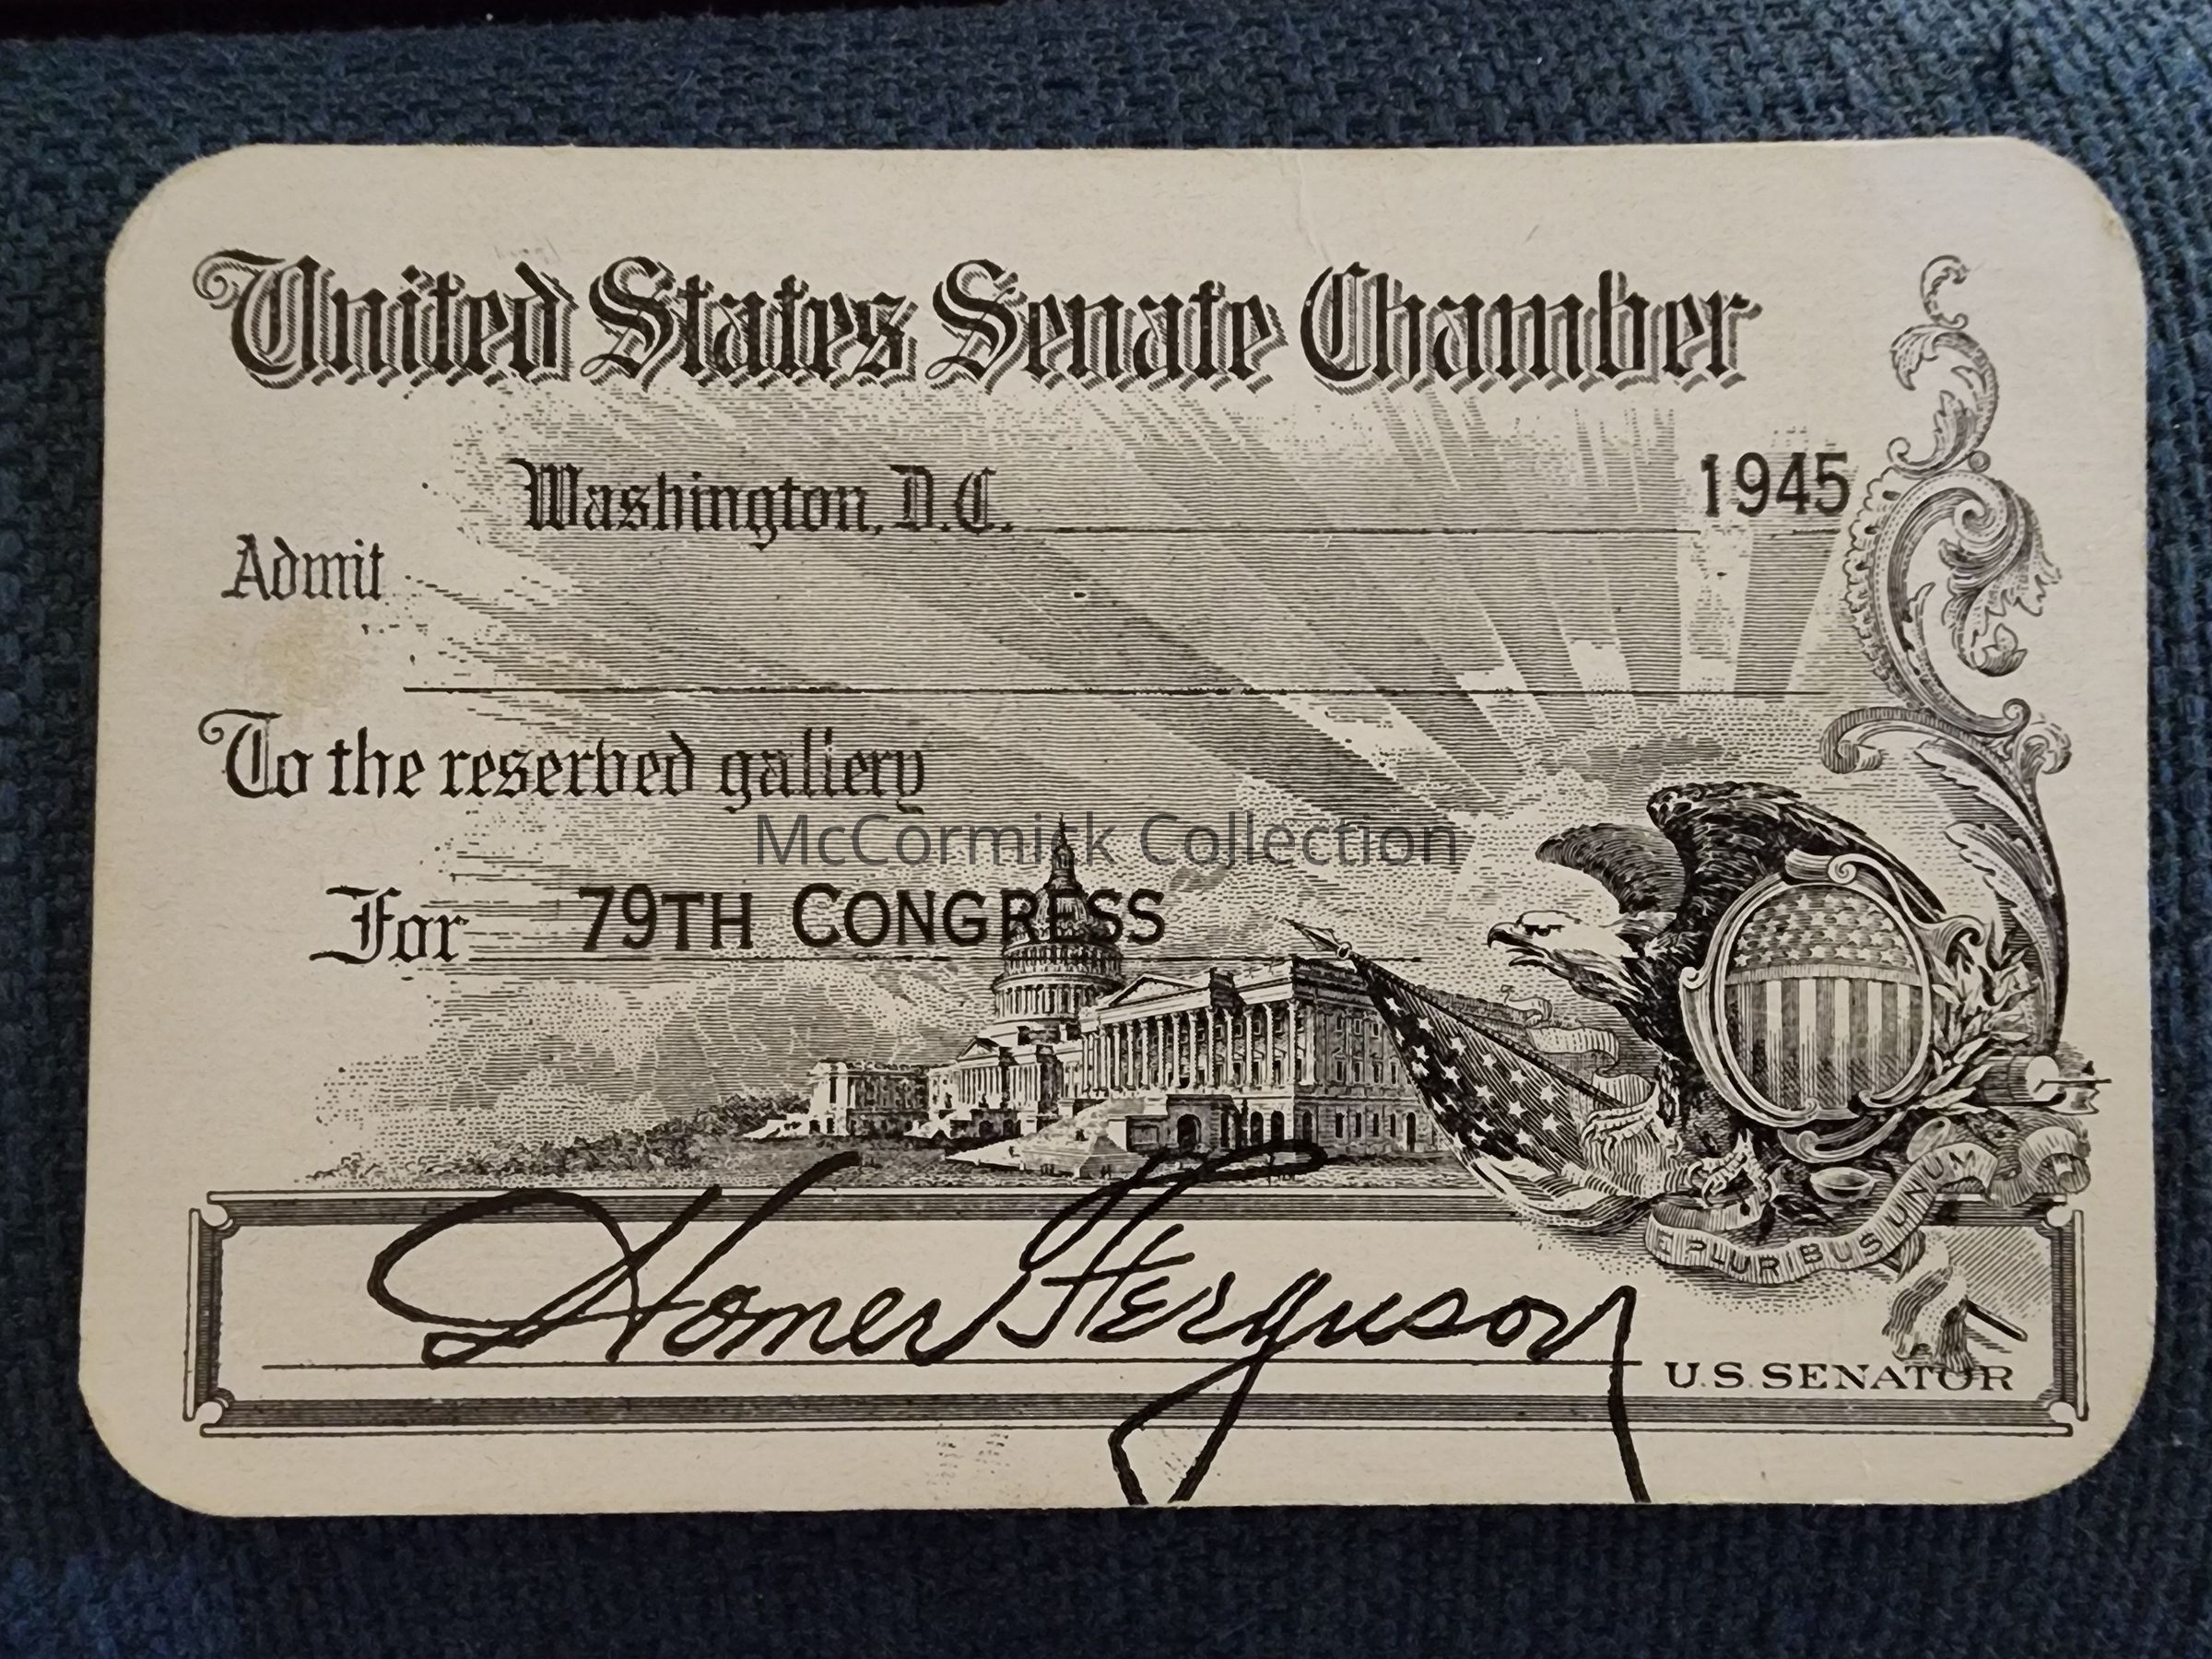 United States Senate Chamber
Washington, D.C. 1945
Admit
To the reserved gallery
McCormick Collection
For 79TH CONGRESS
E PLURIBUS UNUM
Homer Ferguson
U.S. SENATOR